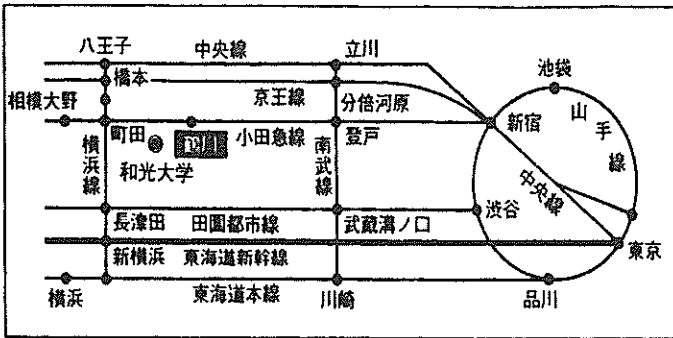 八王子
中央線
立川
池袋
橋本
京王線
分倍河原
山手線
相模大野
新宿
町田
小田急線
登戸
横浜線
和光大学
南武線
中央線
渋谷
長津田
田園都市線
武蔵溝ノ口
新横浜
東海道新幹線
東京
横浜
東海道本線
川崎
品川